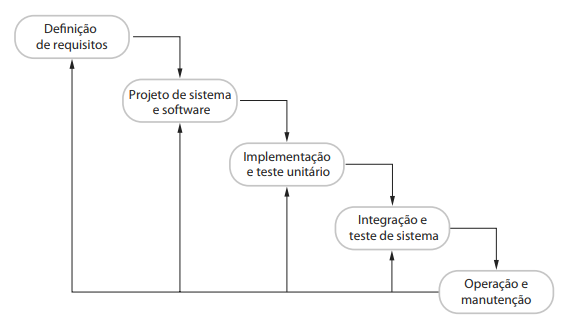 Definição
de requisitos
Projeto de sistema
e software
Implementação
e teste unitário
Integração e
teste de sistema
Operação e
manutenção